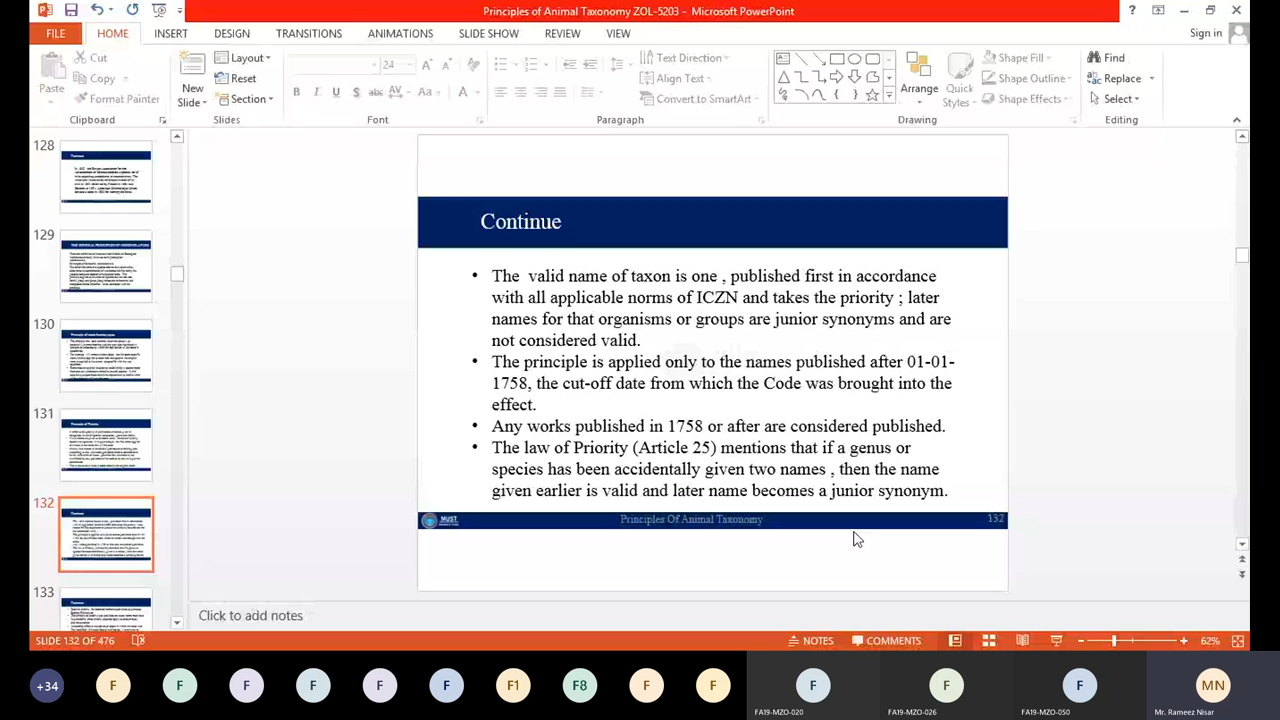 Principles of Animal Taxonomy ZOL-5203 - Microsoft PowerPoint
FILE HOME INSERT DESIGN TRANSITIONS ANIMATIONS SLIDE SHOW REVIEW VIEW Sign in
Paste
Cut
Copy
Format Painter
Clipboard
New Slide
Layout
Reset
Section
Slides
24
Font
Text Direction
Align Text
Convert to SmartArt
Paragraph
Arrange
Quick Styles
Shape Fill
Shape Outline
Shape Effects
Drawing
Find
Replace
Select
Editing
128
129
130
131
132
133
Continue
• The valid name of taxon is one , published first in accordance
with all applicable norms of ICZN and takes the priority ; later
names for that organisms or groups are junior synonyms and are
not considered valid.
• The principle is applied only to the names published after 01-01-
1758, the cut-off date from which the Code was brought into the
effect.
• Any works published in 1758 or after are considered published.
• The law of Priority (Article 25) mentions that if a genus or
species has been accidentally given two names , then the name
given earlier is valid and later name becomes a junior synonym.
MUST Principles Of Animal Taxonomy 132
Click to add notes
SLIDE 132 OF 476 NOTES COMMENTS 62%
+34 F F F F F F F1 F8 F F F F F MN
FA19-MZO-020 FA19-MZO-026 FA19-MZO-050 Mr. Rameez Nisar